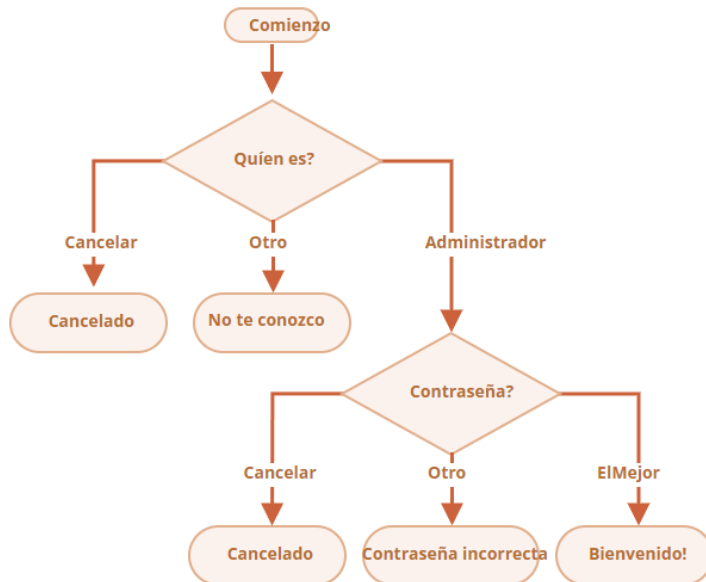 Comienzo
Quíen es?
Cancelar
Otro
Administrador
Cancelado
No te conozco
Contraseña?
Cancelar
Otro
ElMejor
Cancelado
Contraseña incorrecta
Bienvenido!